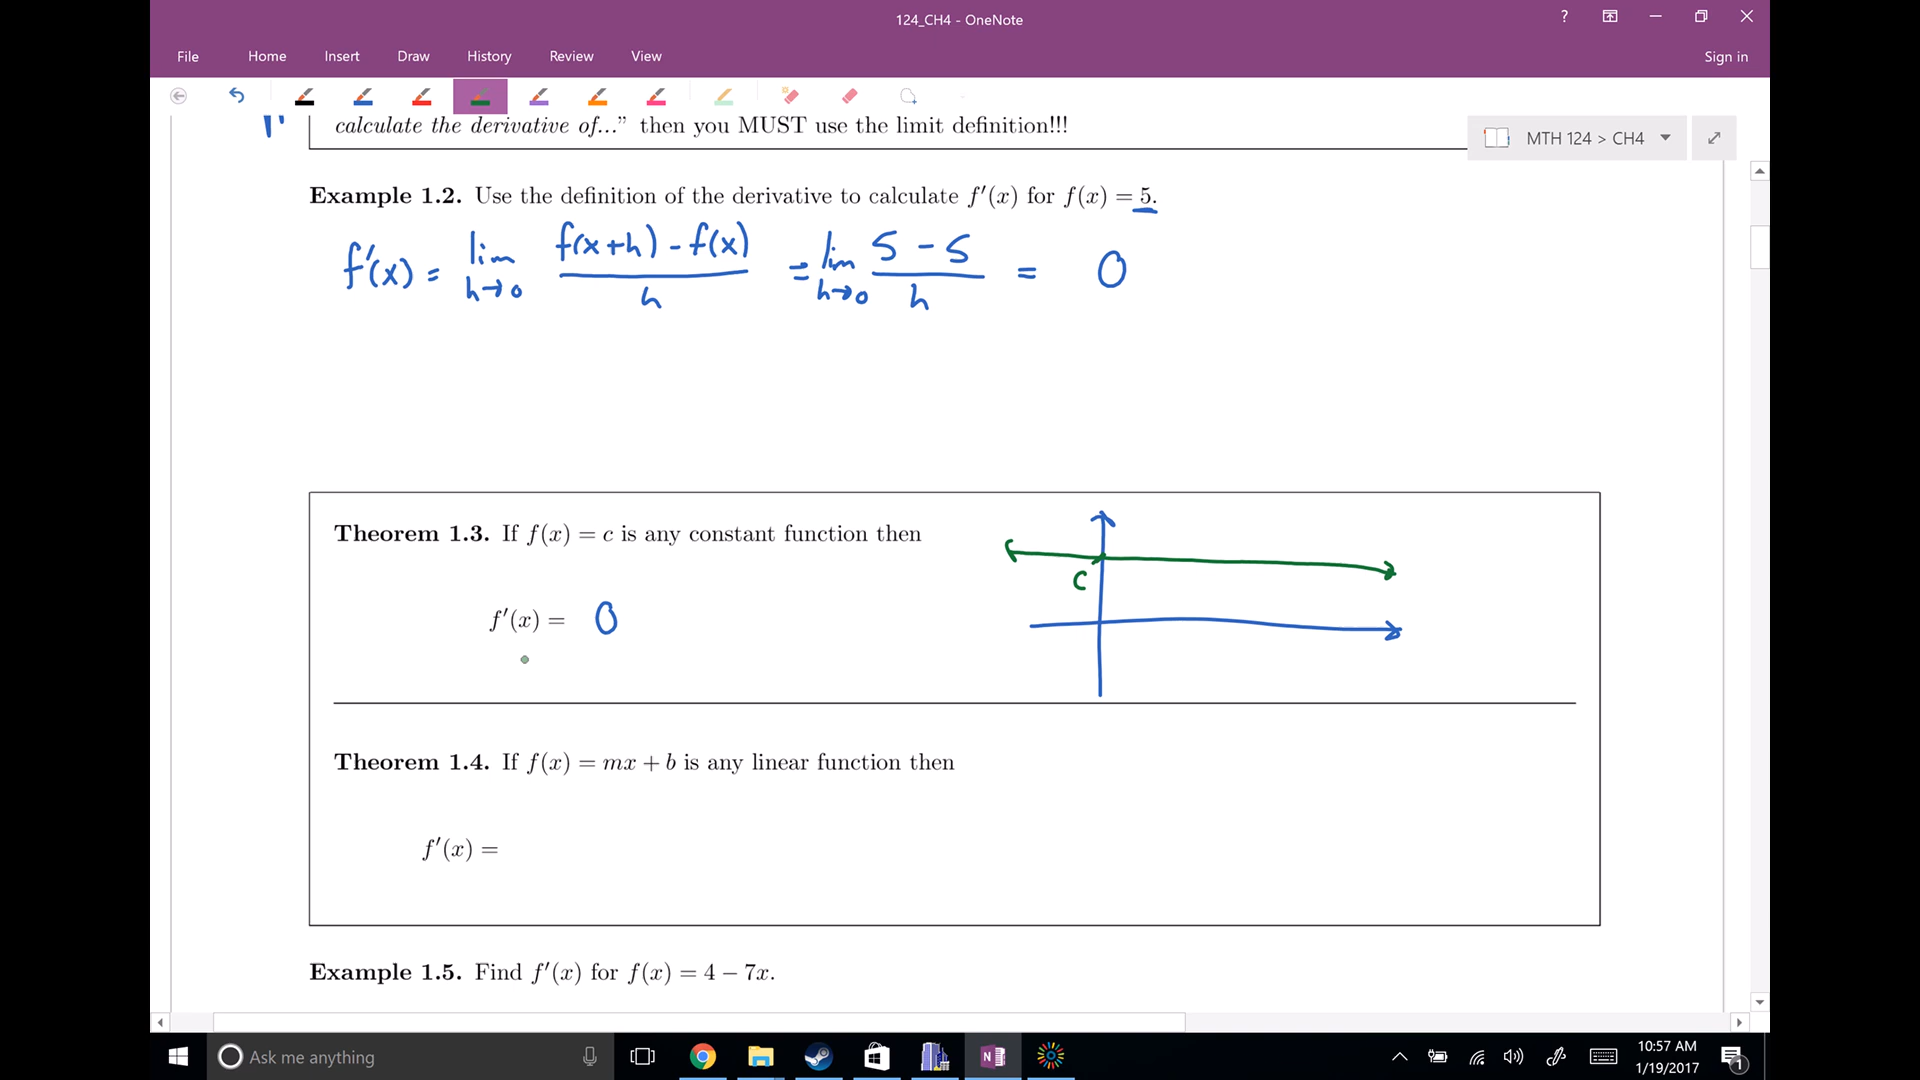 124_CH4 - OneNote
?
File Home Insert Draw History Review View Sign in
calculate the derivative of...” then you MUST use the limit definition!!!
MTH 124 > CH4
Example 1.2. Use the definition of the derivative to calculate f′(x) for f(x) = 5.
f'(x) = lim h→0 f(x+h) - f(x) / h = lim h→0 5 - 5 / h = 0
Theorem 1.3. If f(x) = c is any constant function then
c
f′(x) = 0
Theorem 1.4. If f(x) = mx + b is any linear function then
f′(x) =
Example 1.5. Find f′(x) for f(x) = 4 − 7x.
Ask me anything
N
10:57 AM
1/19/2017
1